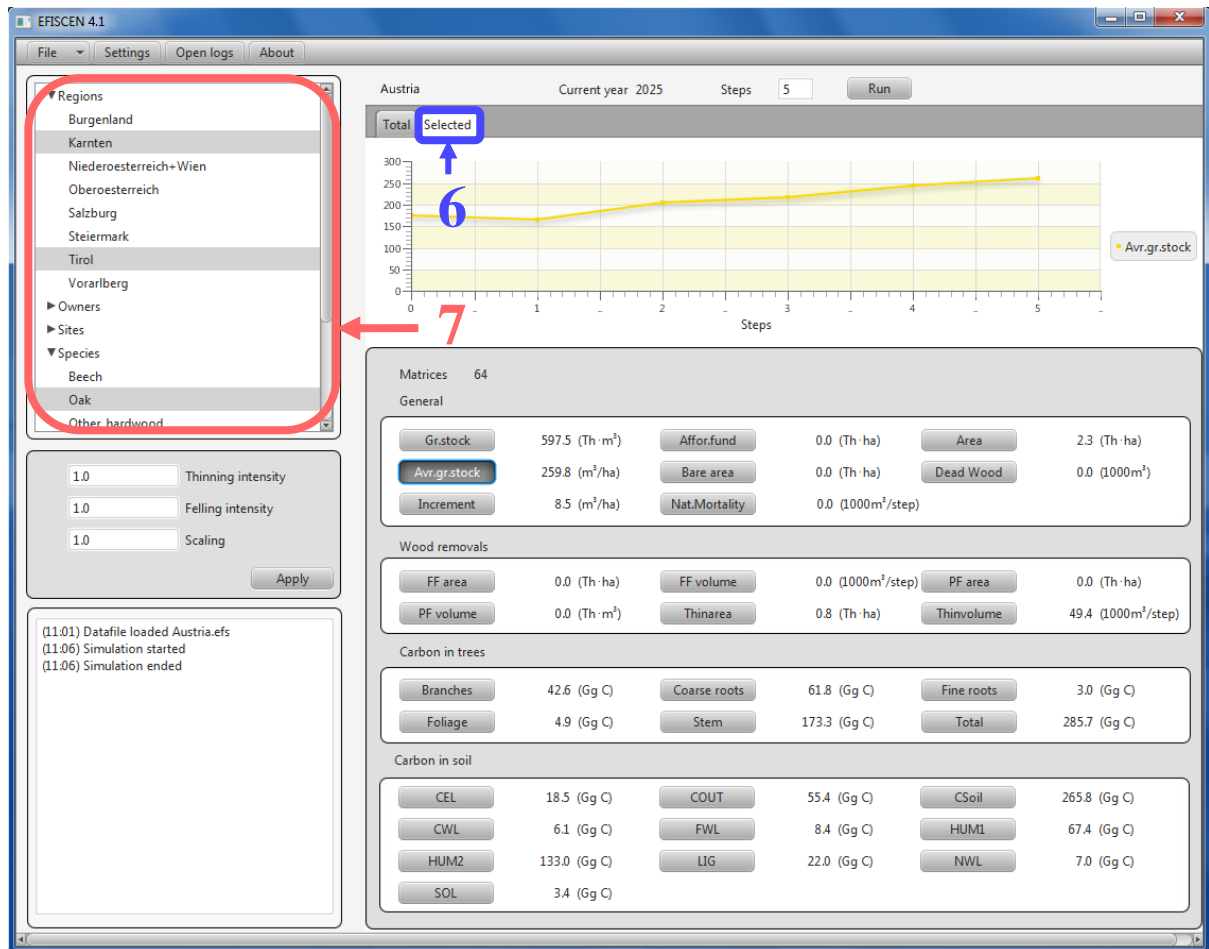 EFISCEN 4.1
File Settings Open logs About
Regions
Burgenland
Karnten
Niederoesterreich+Wien
Oberoesterreich
Salzburg
Steiermark
Tirol
Vorarlberg
Owners
Sites
Species
Beech
Oak
Other hardwood
7
1.0 Thinning intensity
1.0 Felling intensity
1.0 Scaling
Apply
(11:01) Datafile loaded Austria.efs
(11:06) Simulation started
(11:06) Simulation ended
Austria Current year 2025 Steps 5 Run
Total Selected
6
300
250
200
150
100
50
0
0 .. 1 .. 2 .. 3 .. 4 .. 5 ..
Steps
Avr.gr.stock
Matrices 64
General
Gr.stock 597.5 (Th·m³) Affor.fund 0.0 (Th·ha) Area 2.3 (Th·ha)
Avr.gr.stock 259.8 (m³/ha) Bare area 0.0 (Th·ha) Dead Wood 0.0 (1000m³)
Increment 8.5 (m³/ha) Nat.Mortality 0.0 (1000m³/step)
Wood removals
FF area 0.0 (Th·ha) FF volume 0.0 (1000m³/step) PF area 0.0 (Th·ha)
PF volume 0.0 (Th·m³) Thinarea 0.8 (Th·ha) Thinvolume 49.4 (1000m³/step)
Carbon in trees
Branches 42.6 (Gg C) Coarse roots 61.8 (Gg C) Fine roots 3.0 (Gg C)
Foliage 4.9 (Gg C) Stem 173.3 (Gg C) Total 285.7 (Gg C)
Carbon in soil
CEL 18.5 (Gg C) COUT 55.4 (Gg C) CSoil 265.8 (Gg C)
CWL 6.1 (Gg C) FWL 8.4 (Gg C) HUM1 67.4 (Gg C)
HUM2 133.0 (Gg C) LIG 22.0 (Gg C) NWL 7.0 (Gg C)
SOL 3.4 (Gg C)